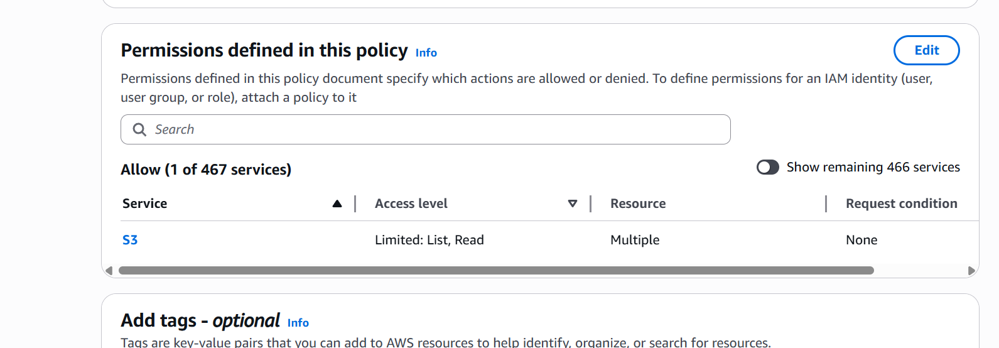 Permissions defined in this policy Info
Edit
Permissions defined in this policy document specify which actions are allowed or denied. To define permissions for an IAM identity (user,
user group, or role), attach a policy to it
Search
Allow (1 of 467 services)
Show remaining 466 services
Service Access level Resource Request condition
S3 Limited: List, Read Multiple None
Add tags - optional Info
Tags are key-value pairs that you can add to AWS resources to help identify, organize, or search for resources.